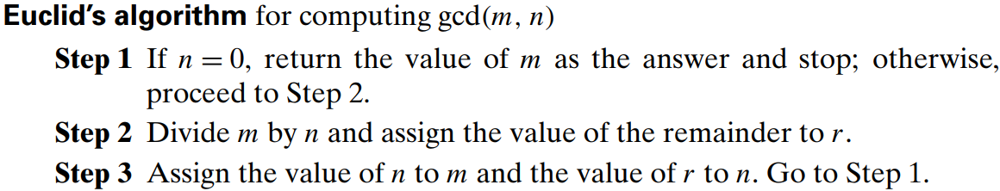 Euclid's algorithm for computing gcd(m, n)
Step 1 If n = 0, return the value of m as the answer and stop; otherwise,
proceed to Step 2.
Step 2 Divide m by n and assign the value of the remainder to r.
Step 3 Assign the value of n to m and the value of r to n. Go to Step 1.